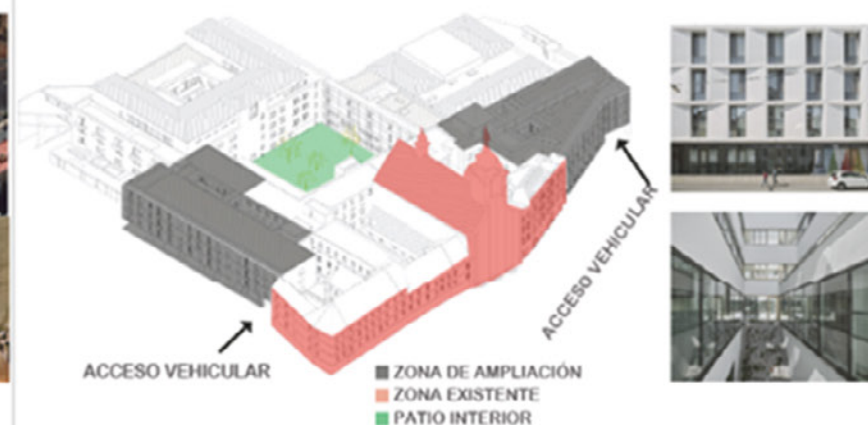 ACCESO VEHICULAR
ACCESO VEHICULAR
ZONA DE AMPLIACIÓN
ZONA EXISTENTE
PATIO INTERIOR